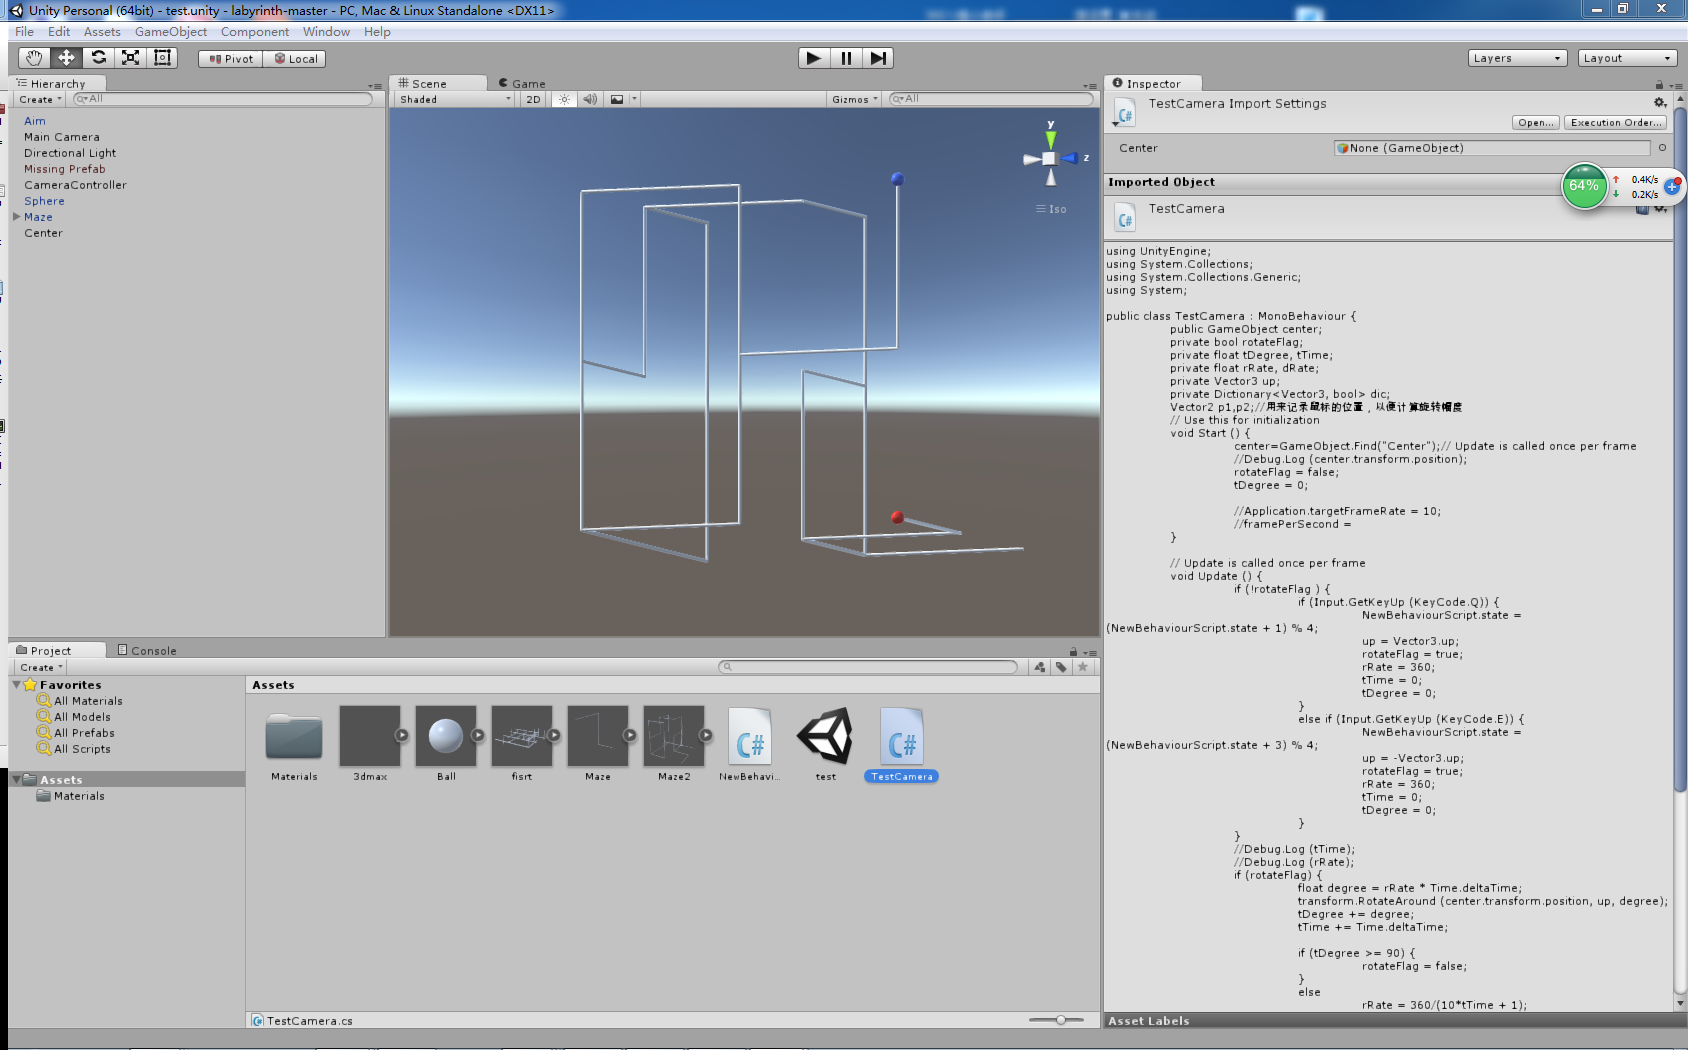 Unity Personal (64bit) - test.unity - labyrinth-master - PC, Mac & Linux Standalone <DX11>
File Edit Assets GameObject Component Window Help
Pivot Local
Layers Layout
Hierarchy
Create All
Aim
Main Camera
Directional Light
Missing Prefab
CameraController
Sphere
Maze
Center
Scene Game
Shaded 2D Gizmos All
y
z
Iso
Inspector
TestCamera Import Settings
Open... Execution Order...
Center None (GameObject)
Imported Object
64% 0.4K/s
0.2K/s
TestCamera
using UnityEngine;
using System.Collections;
using System.Collections.Generic;
using System;
public class TestCamera : MonoBehaviour {
public GameObject center;
private bool rotateFlag;
private float tDegree, tTime;
private float rRate, dRate;
private Vector3 up;
private Dictionary<Vector3, bool> dic;
Vector2 p1,p2;//用来记录鼠标的位置，以便计算旋转幅度
// Use this for initialization
void Start () {
center=GameObject.Find("Center");// Update is called once per frame
//Debug.Log (center.transform.position);
rotateFlag = false;
tDegree = 0;
//Application.targetFrameRate = 10;
//framePerSecond =
}
// Update is called once per frame
void Update () {
if (!rotateFlag ) {
if (Input.GetKeyUp (KeyCode.Q)) {
NewBehaviourScript.state =
(NewBehaviourScript.state + 1) % 4;
up = Vector3.up;
rotateFlag = true;
rRate = 360;
tTime = 0;
tDegree = 0;
}
else if (Input.GetKeyUp (KeyCode.E)) {
NewBehaviourScript.state =
(NewBehaviourScript.state + 3) % 4;
up = -Vector3.up;
rotateFlag = true;
rRate = 360;
tTime = 0;
tDegree = 0;
}
}
//Debug.Log (tTime);
//Debug.Log (rRate);
if (rotateFlag) {
float degree = rRate * Time.deltaTime;
transform.RotateAround (center.transform.position, up, degree);
tDegree += degree;
tTime += Time.deltaTime;
if (tDegree >= 90) {
rotateFlag = false;
}
else
rRate = 360/(10*tTime + 1);
Asset Labels
Project Console
Create
Favorites
All Materials
All Models
All Prefabs
All Scripts
Assets
Materials
Assets
Materials 3dmax Ball fisrt Maze Maze2 NewBehavi... test TestCamera
TestCamera.cs